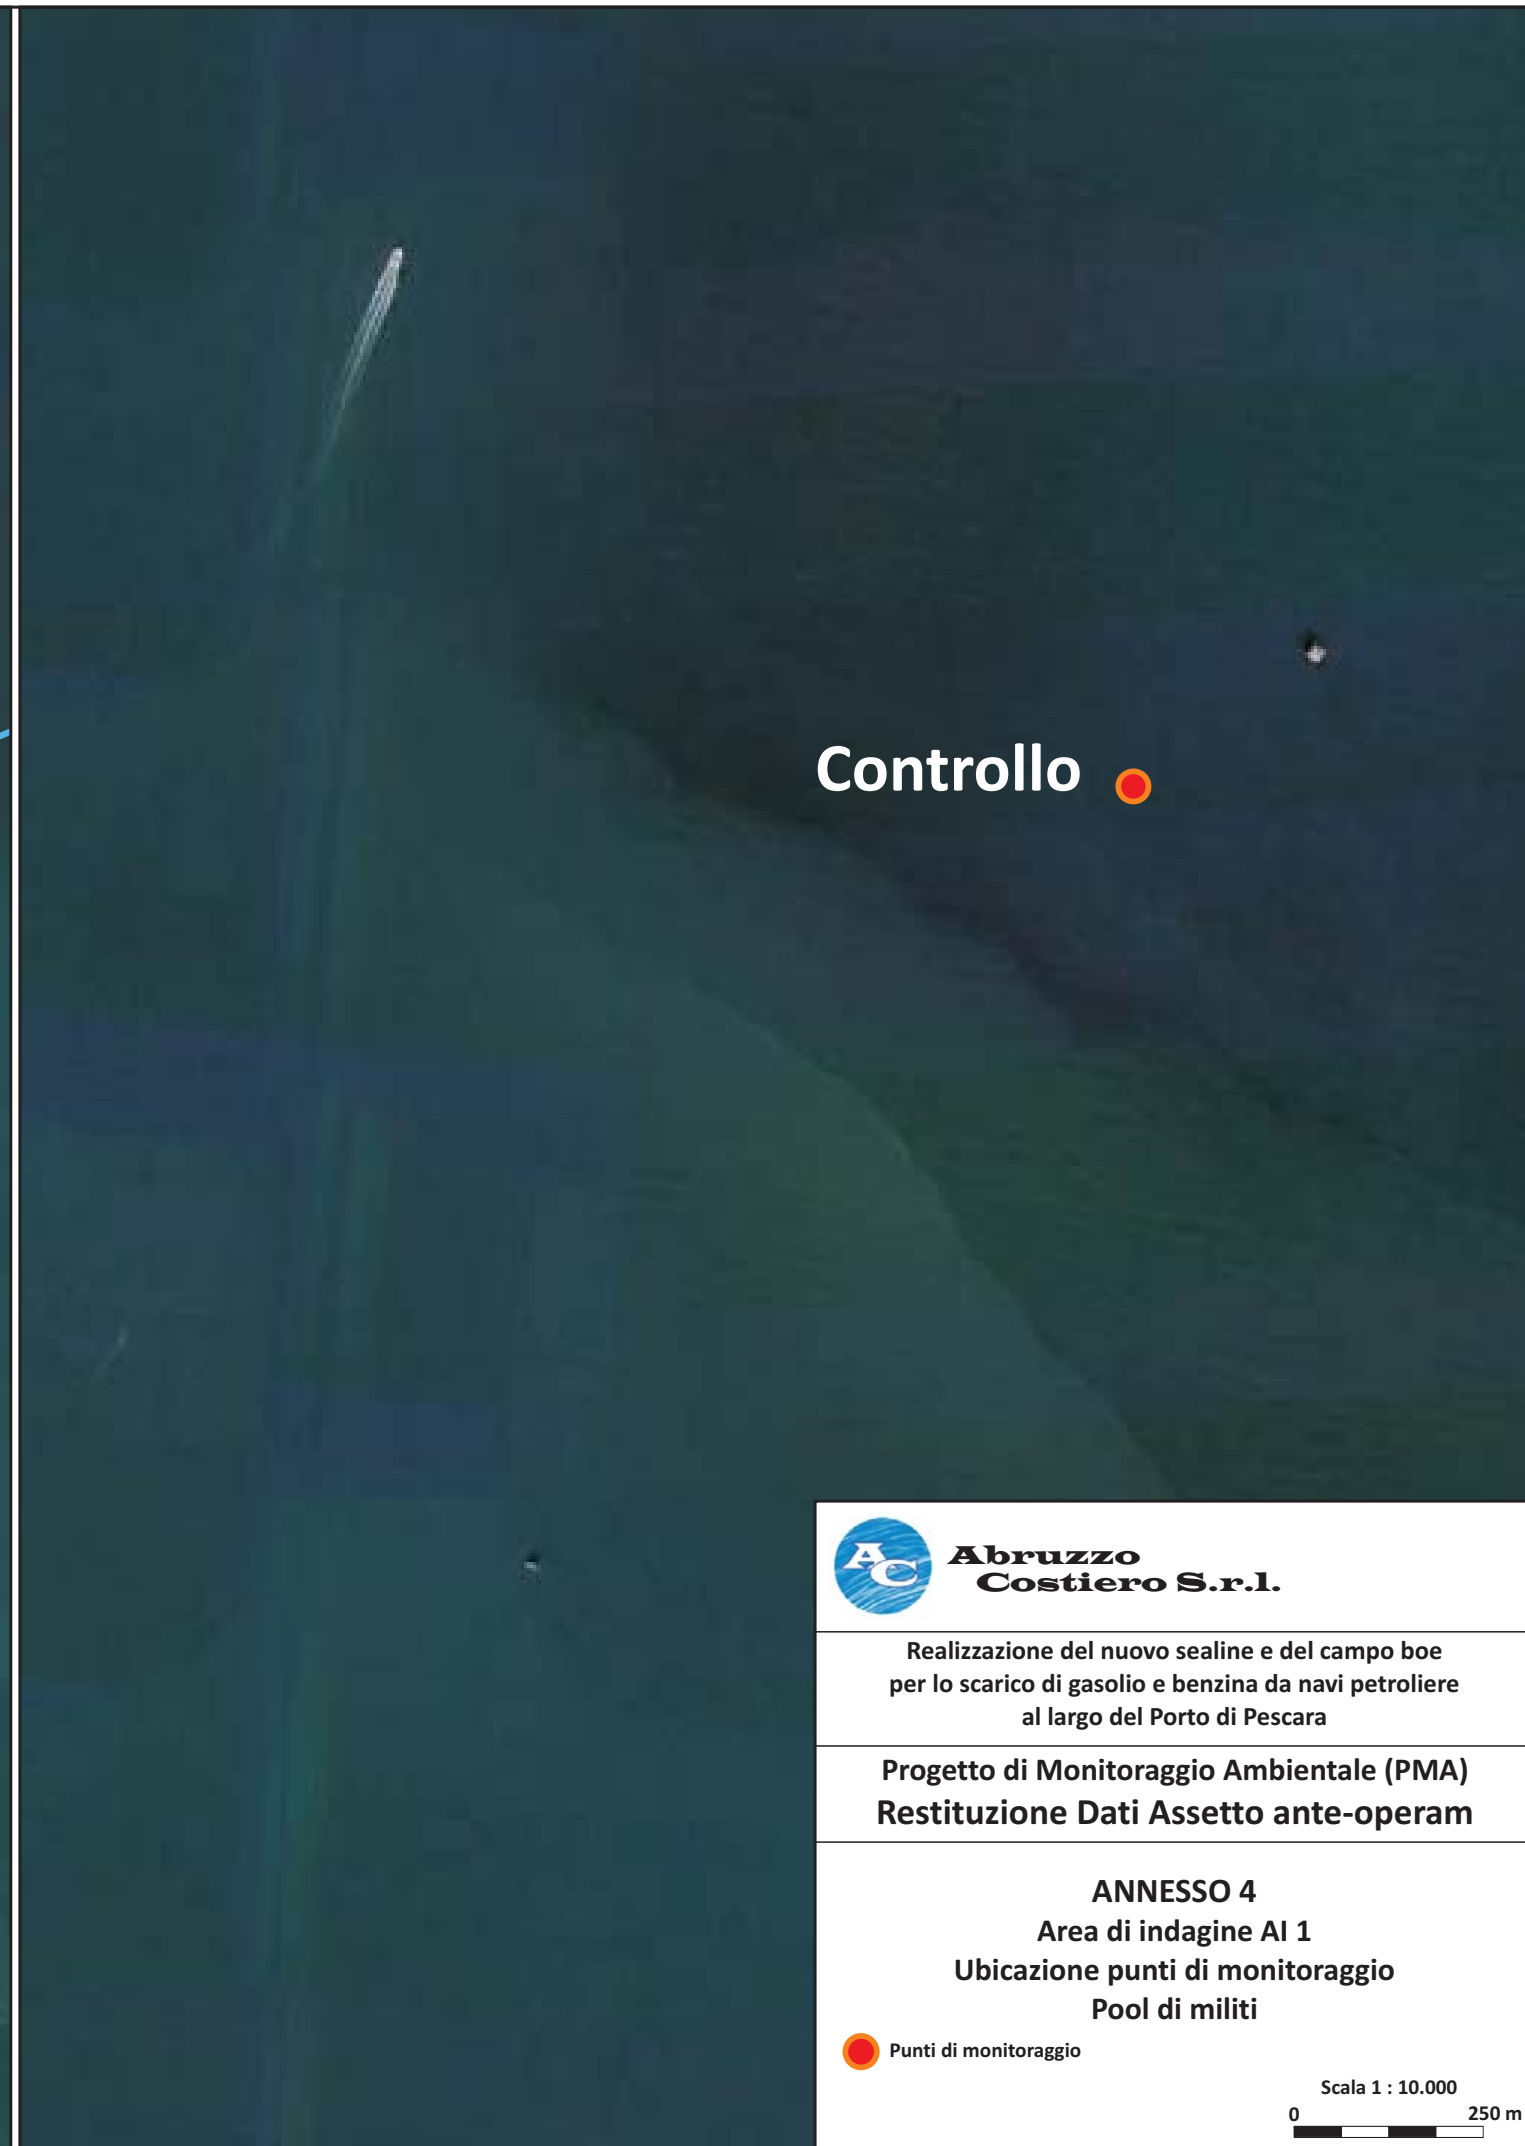 Controllo
AC
Abruzzo
Costiero S.r.l.
Realizzazione del nuovo sealine e del campo boe
per lo scarico di gasolio e benzina da navi petroliere
al largo del Porto di Pescara
Progetto di Monitoraggio Ambientale (PMA)
Restituzione Dati Assetto ante-operam
ANNESSO 4
Area di indagine AI 1
Ubicazione punti di monitoraggio
Pool di militi
Punti di monitoraggio
Scala 1 : 10.000
0 250 m